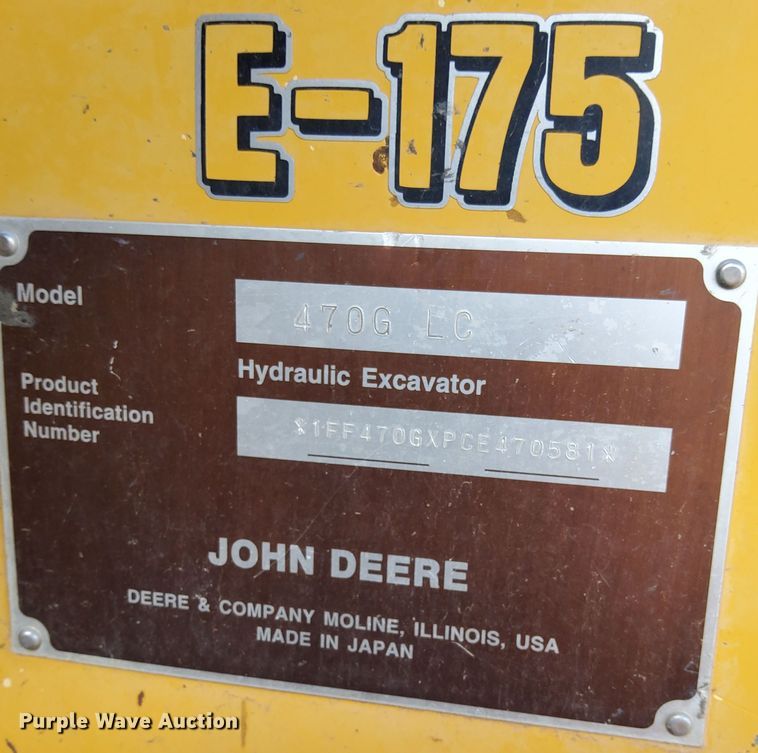 E-175
Model
470G LC
Hydraulic Excavator
Product
Identification
Number
*1FF470GXPCE470581*
JOHN DEERE
DEERE & COMPANY MOLINE, ILLINOIS, USA
MADE IN JAPAN
Purple Wave Auction